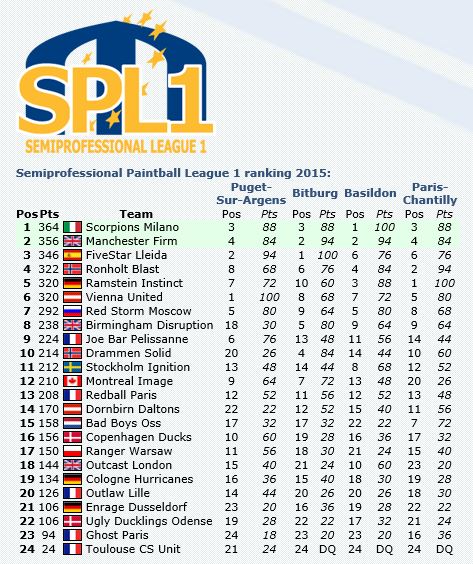 SPL1
SEMIPROFESSIONAL LEAGUE 1
Semiprofessional Paintball League 1 ranking 2015:
Puget-Sur-Argens Bitburg Basildon Paris-Chantilly
Pos Pts Team Pos Pts Pos Pts Pos Pts Pos Pts
1 364 Scorpions Milano 3 88 3 88 1 100 3 88
2 356 Manchester Firm 4 84 2 94 2 94 4 84
3 346 FiveStar Lleida 2 94 1 100 6 76 6 76
4 322 Ronholt Blast 8 68 6 76 4 84 2 94
5 320 Ramstein Instinct 7 72 10 60 3 88 1 100
6 320 Vienna United 1 100 8 68 7 72 5 80
7 292 Red Storm Moscow 5 80 9 64 5 80 8 68
8 238 Birmingham Disruption 18 30 5 80 9 64 9 64
9 224 Joe Bar Pelissanne 6 76 13 48 11 56 14 44
10 214 Drammen Solid 20 26 4 84 14 44 10 60
11 212 Stockholm Ignition 13 48 14 44 8 68 12 52
12 210 Montreal Image 9 64 7 72 13 48 20 26
13 208 Redball Paris 12 52 11 56 12 52 13 48
14 170 Dornbirn Daltons 22 22 12 52 15 40 11 56
15 158 Bad Boys Oss 17 32 17 32 22 22 7 72
16 156 Copenhagen Ducks 10 60 19 28 16 36 17 32
17 150 Ranger Warsaw 11 56 18 30 21 24 15 40
18 144 Outcast London 15 40 21 24 10 60 23 20
19 134 Cologne Hurricanes 16 36 15 40 18 30 19 28
20 126 Outlaw Lille 14 44 20 26 20 26 18 30
21 106 Enrage Dusseldorf 23 20 16 36 19 28 22 22
22 106 Ugly Ducklings Odense 19 28 22 22 17 32 21 24
23 94 Ghost Paris 24 18 23 20 23 20 16 36
24 24 Toulouse CS Unit 21 24 DQ 24 DQ 24 DQ